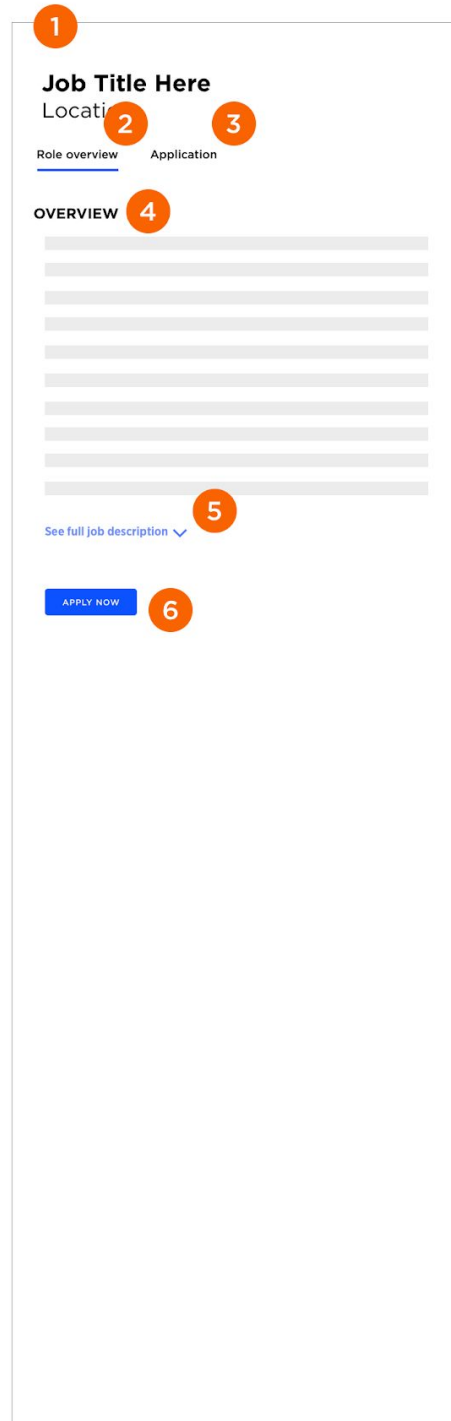 1
Job Title Here
2
3
Role overview Application
OVERVIEW 4
5
See full job description
APPLY NOW
6